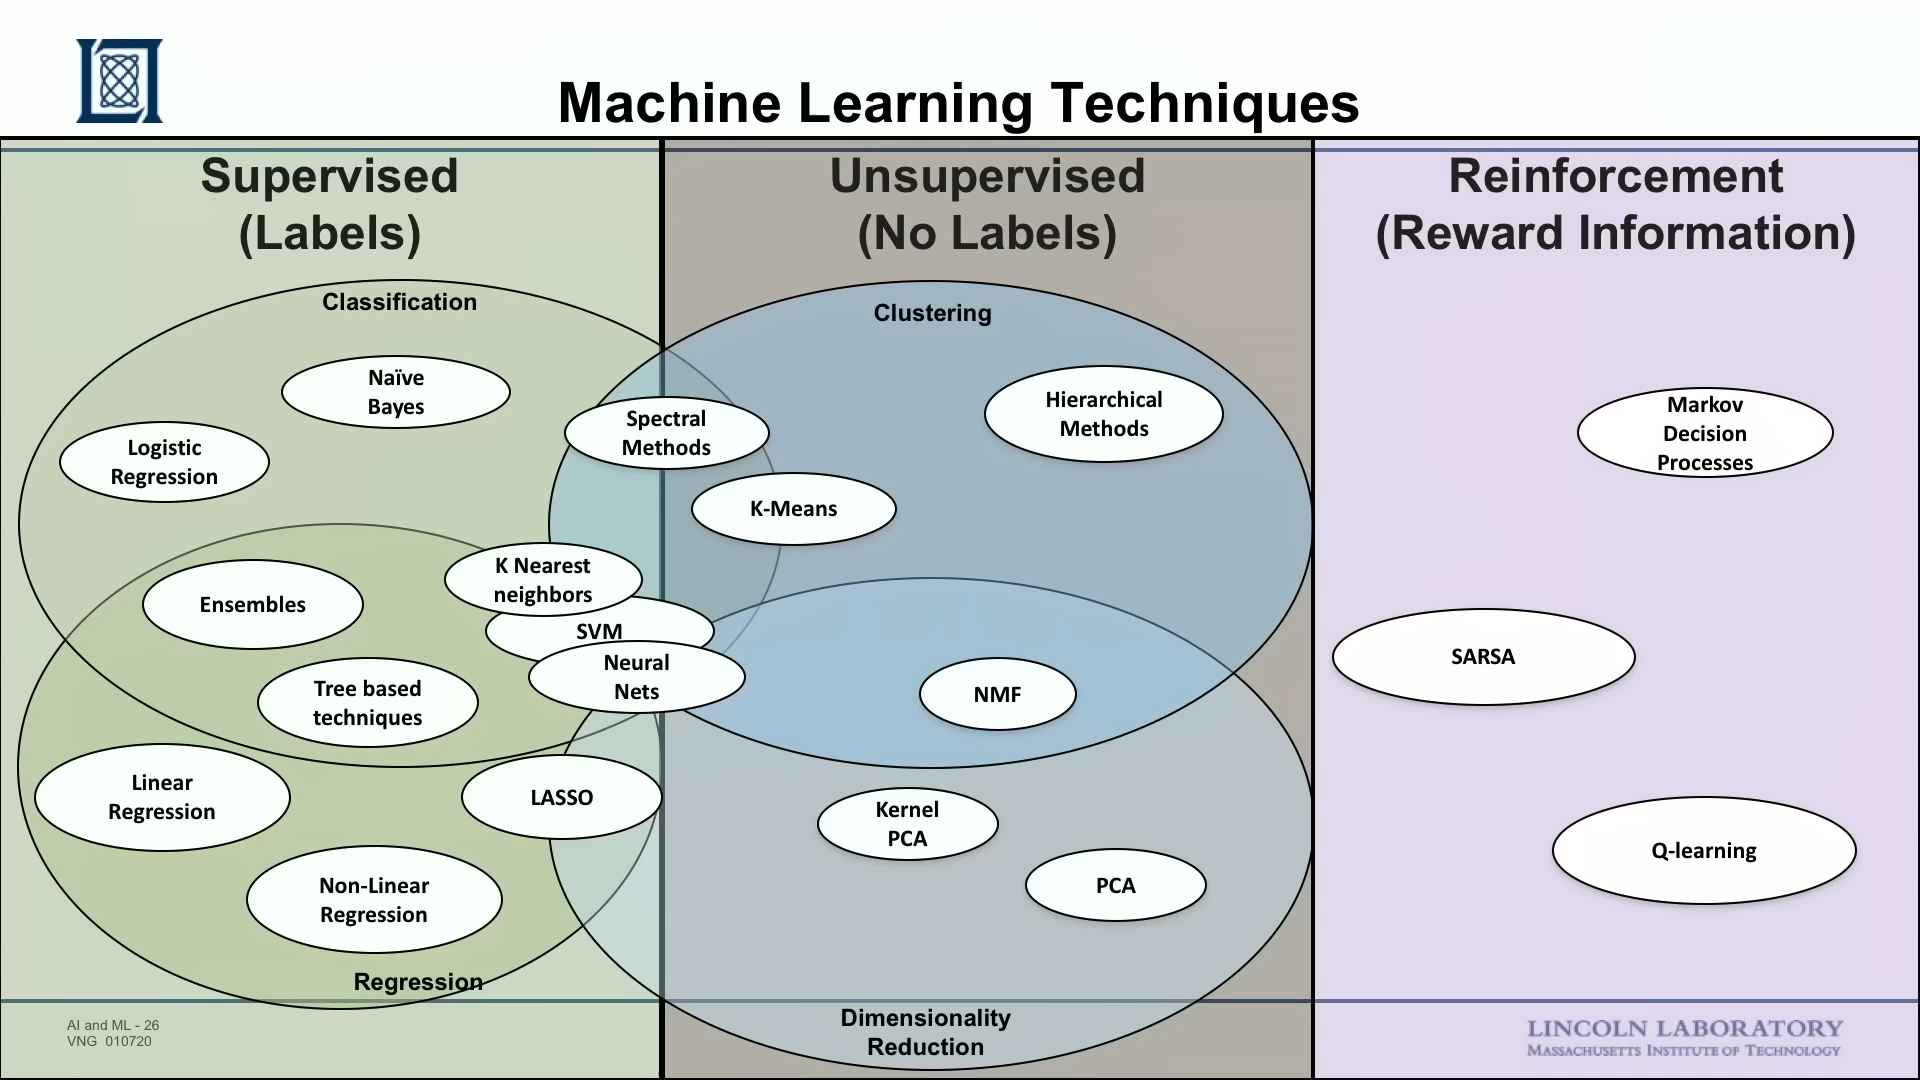 Machine Learning Techniques
Supervised
(Labels)
Unsupervised
(No Labels)
Reinforcement
(Reward Information)
Classification
Naïve
Bayes
Logistic
Regression
Ensembles
K Nearest
neighbors
SVM
Neural
Nets
Tree based
techniques
Linear
Regression
LASSO
Non-Linear
Regression
Regression
Clustering
Spectral
Methods
Hierarchical
Methods
K-Means
NMF
Kernel
PCA
PCA
Dimensionality
Reduction
Markov
Decision
Processes
SARSA
Q-learning
AI and ML - 26
VNG 010720
LINCOLN LABORATORY
MASSACHUSETTS INSTITUTE OF TECHNOLOGY